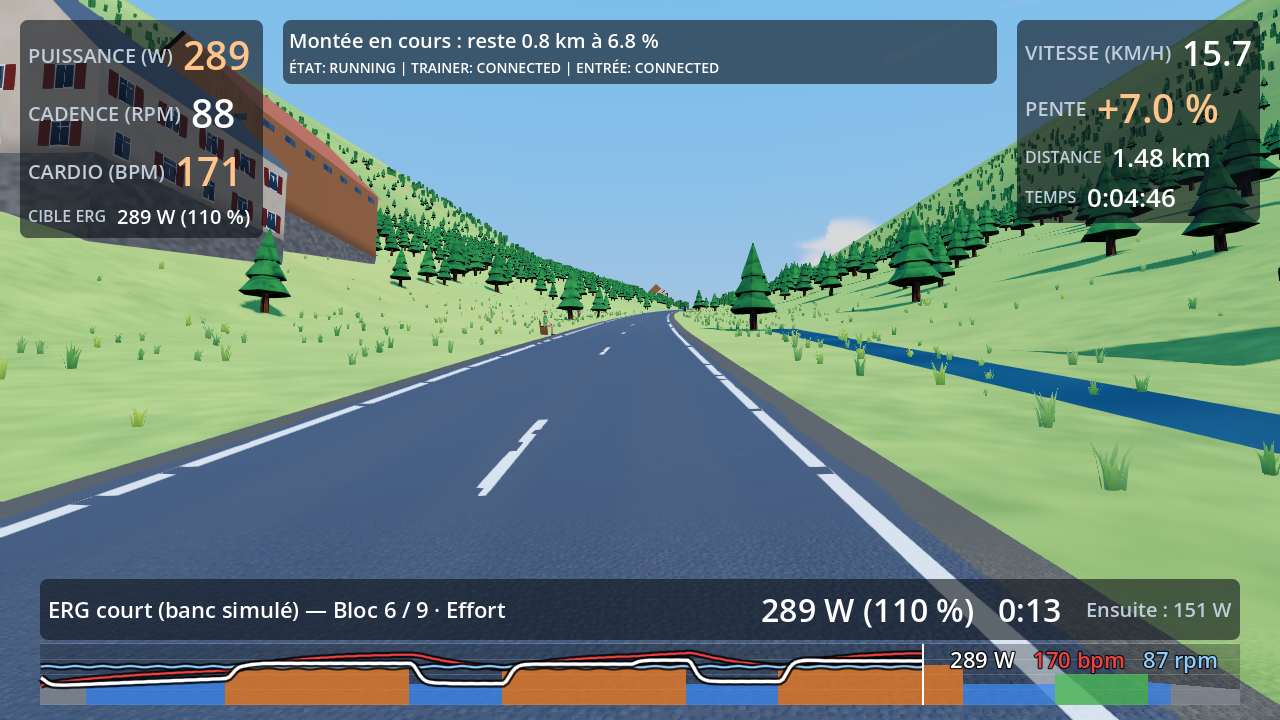 PUISSANCE (W) 289
CADENCE (RPM) 88
CARDIO (BPM) 171
CIBLE ERG 289 W (110 %)
Montée en cours : reste 0.8 km à 6.8 %
ÉTAT: RUNNING | TRAINER: CONNECTED | ENTRÉE: CONNECTED
VITESSE (KM/H) 15.7
PENTE +7.0 %
DISTANCE 1.48 km
TEMPS 0:04:46
ERG court (banc simulé) — Bloc 6 / 9 · Effort 289 W (110 %) 0:13 Ensuite : 151 W
289 W 170 bpm 87 rpm